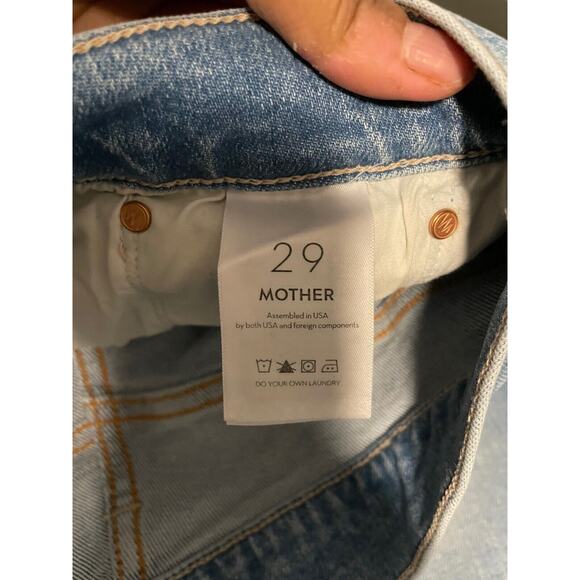 29
MOTHER
Assembled in USA
by both USA and foreign components
DO YOUR OWN LAUNDRY